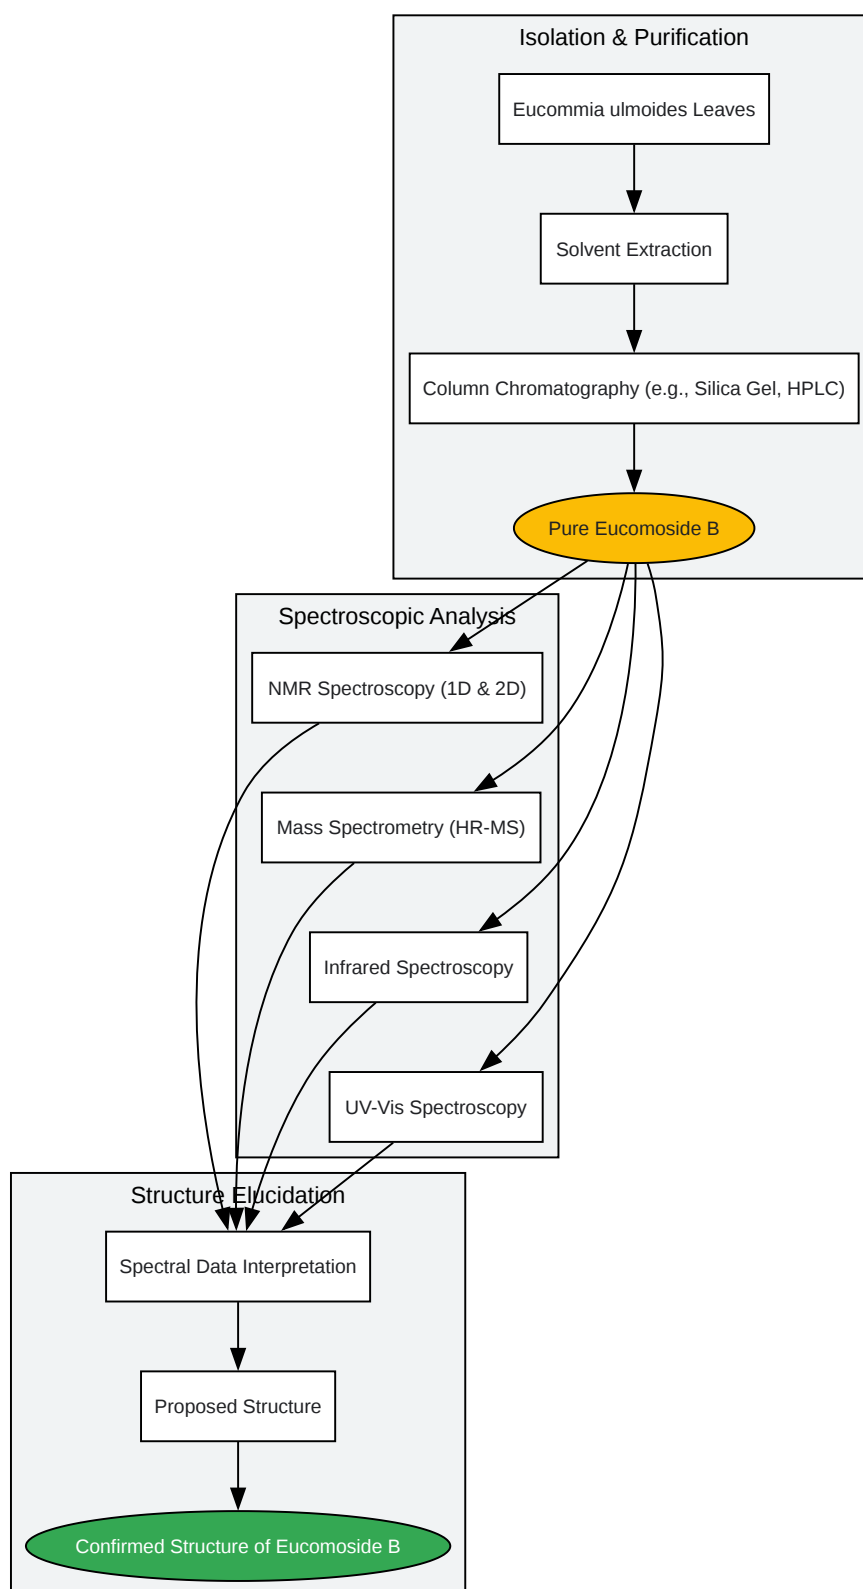 Isolation & Purification
Eucommia ulmoides Leaves
Solvent Extraction
Column Chromatography (e.g., Silica Gel, HPLC)
Pure Eucomoside B
Spectroscopic Analysis
NMR Spectroscopy (1D & 2D)
Mass Spectrometry (HR-MS)
Infrared Spectroscopy
UV-Vis Spectroscopy
Structure Elucidation
Spectral Data Interpretation
Proposed Structure
Confirmed Structure of Eucomoside B